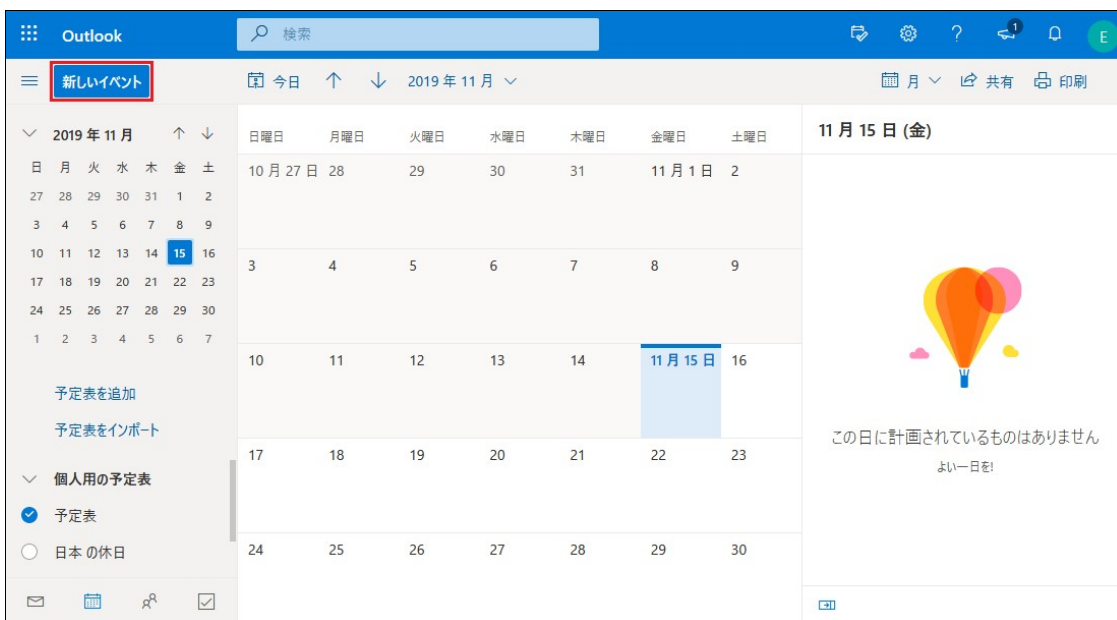 Outlook
検索
1
E
新しいイベント
今日
2019 年 11 月
月
共有
印刷
2019 年 11 月
日 月 火 水 木 金 土
27 28 29 30 31 1 2
3 4 5 6 7 8 9
10 11 12 13 14 15 16
17 18 19 20 21 22 23
24 25 26 27 28 29 30
1 2 3 4 5 6 7
予定表を追加
予定表をインポート
個人用の予定表
予定表
日本 の休日
日曜日 月曜日 火曜日 水曜日 木曜日 金曜日 土曜日
10 月 27 日 28 29 30 31 11 月 1 日 2
3 4 5 6 7 8 9
10 11 12 13 14 11 月 15 日 16
17 18 19 20 21 22 23
24 25 26 27 28 29 30
11 月 15 日 (金)
この日に計画されているものはありません
よい一日を!